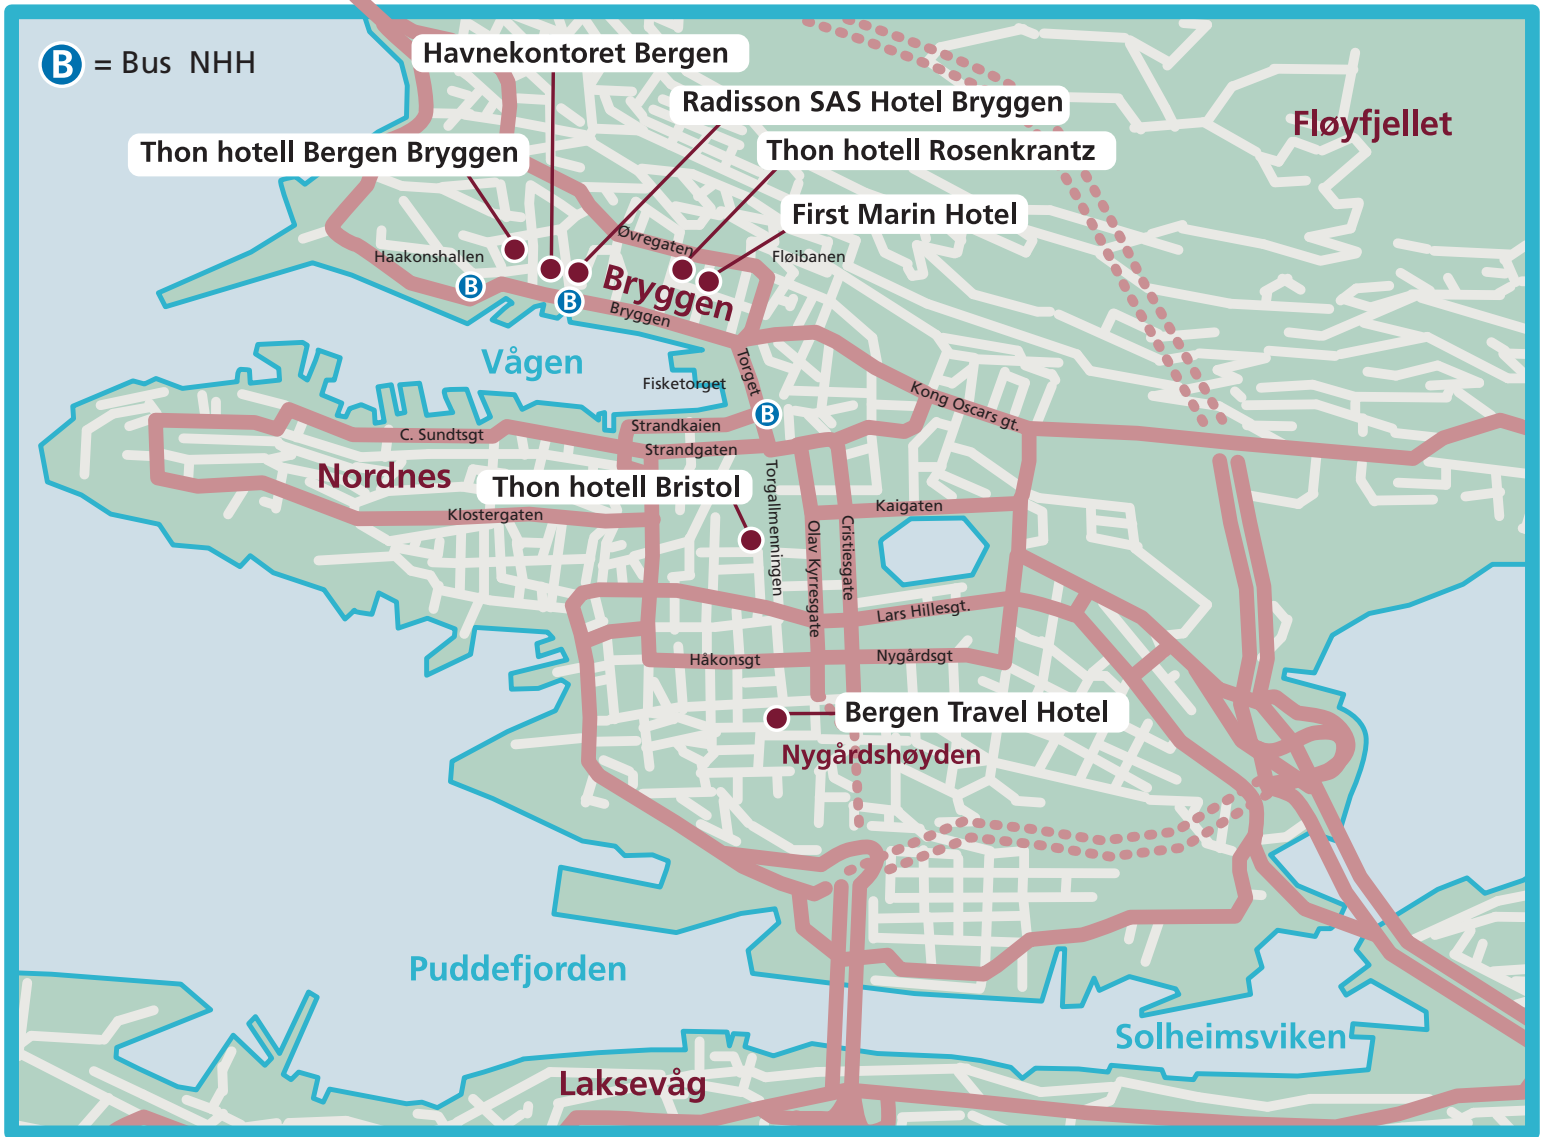 B = Bus NHH
Havnekontoret Bergen
Radisson SAS Hotel Bryggen
Fløyfjellet
Thon hotell Bergen Bryggen
Thon hotell Rosenkrantz
First Marin Hotel
Øvregaten
Haakonshallen
Fløibanen
Bryggen
B
B
Bryggen
Vågen
Torget
Fisketorget
Kong Oscars gt.
B
Strandkaien
C. Sundtsgt
Strandgaten
Nordnes
Thon hotell Bristol
Torgallmenningen
Klostergaten
Kaigaten
Olav Kyrresgate
Cristiesgate
Lars Hillesgt.
Håkonsgt
Nygårdsgt
Bergen Travel Hotel
Nygårdshøyden
Puddefjorden
Solheimsviken
Laksevåg